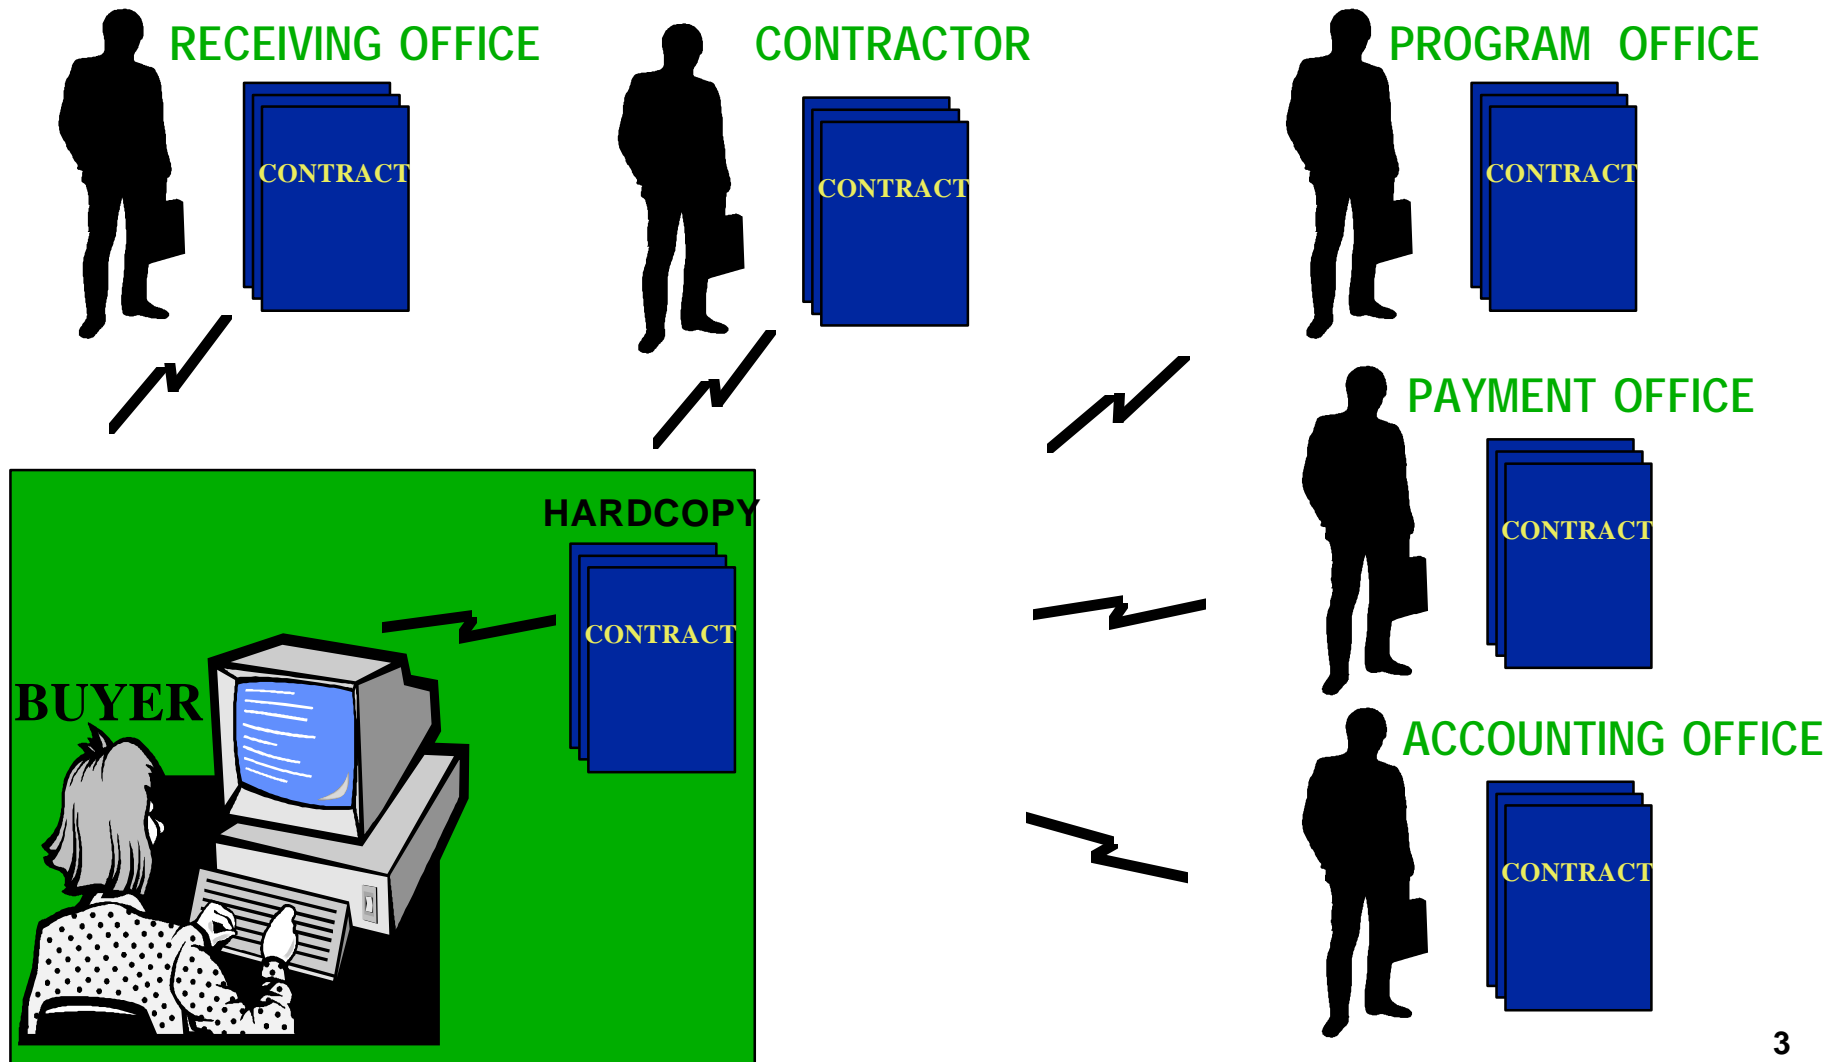 RECEIVING OFFICE
CONTRACT
CONTRACTOR
CONTRACT
PROGRAM OFFICE
CONTRACT
PAYMENT OFFICE
CONTRACT
HARDCOPY
CONTRACT
BUYER
ACCOUNTING OFFICE
CONTRACT
3